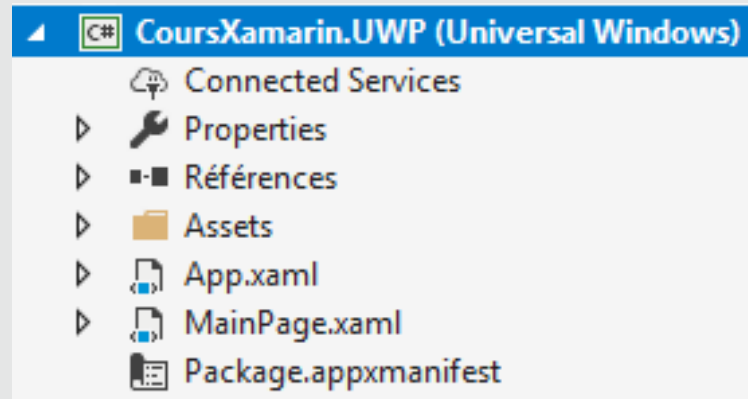 C# CoursXamarin.UWP (Universal Windows)
Connected Services
Properties
Références
Assets
App.xaml
MainPage.xaml
Package.appxmanifest